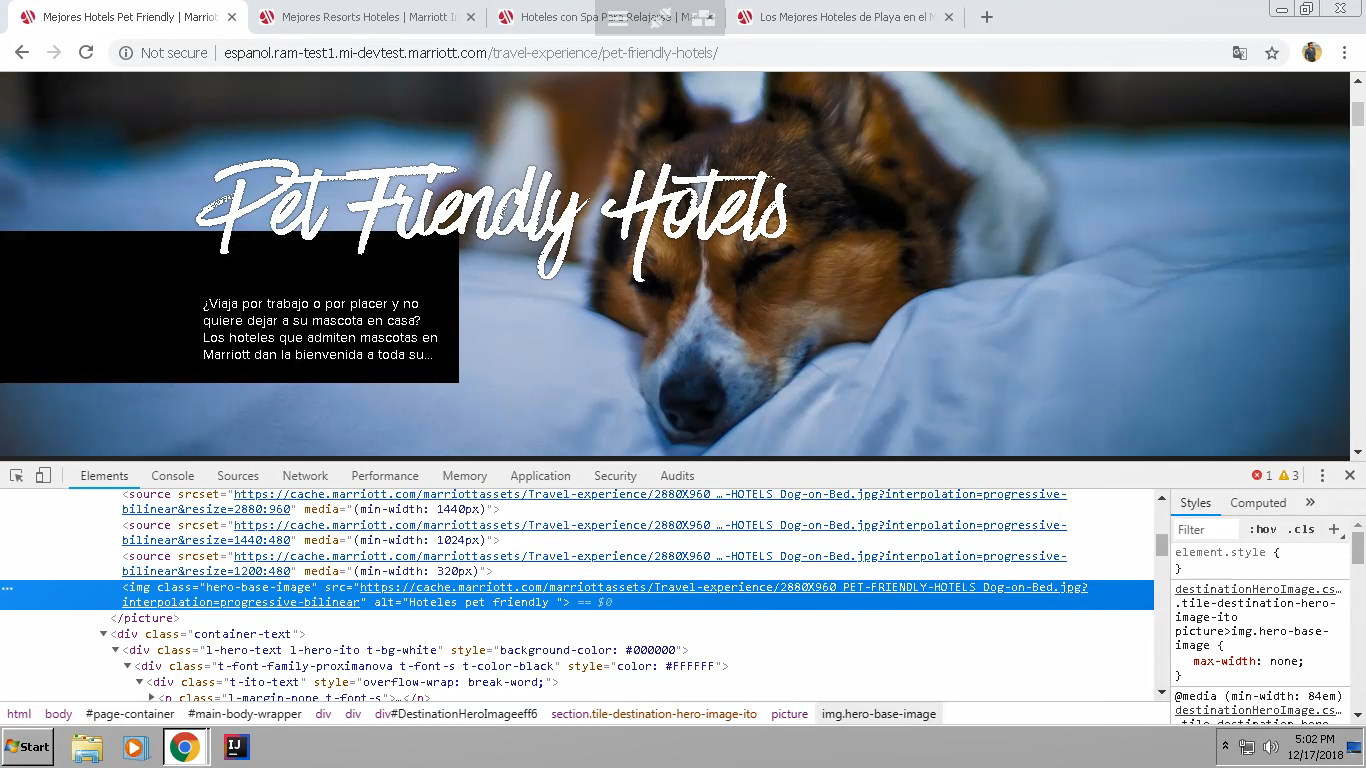 Mejores Hotels Pet Friendly | Marriot
Mejores Resorts Hoteles | Marriott I
Hoteles con Spa Para Relajarse | Ma
Los Mejores Hoteles de Playa en el M
Not secure | espanol.ram-test1.mi-devtest.marriott.com/travel-experience/pet-friendly-hotels/
Pet Friendly Hotels
¿Viaja por trabajo o por placer y no
quiere dejar a su mascota en casa?
Los hoteles que admiten mascotas en
Marriott dan la bienvenida a toda su...
Elements Console Sources Network Performance Memory Application Security Audits 1 3
<source srcset="https://cache.marriott.com/marriottassets/Travel-experience/2880X960 …-HOTELS Dog-on-Bed.jpg?interpolation=progressive-
bilinear&resize=2880:960" media="(min-width: 1440px)">
<source srcset="https://cache.marriott.com/marriottassets/Travel-experience/2880X960 …-HOTELS Dog-on-Bed.jpg?interpolation=progressive-
bilinear&resize=1440:480" media="(min-width: 1024px)">
<source srcset="https://cache.marriott.com/marriottassets/Travel-experience/2880X960 …-HOTELS Dog-on-Bed.jpg?interpolation=progressive-
bilinear&resize=1200:480" media="(min-width: 320px)">
<img class="hero-base-image" src="https://cache.marriott.com/marriottassets/Travel-experience/2880X960 PET-FRIENDLY-HOTELS Dog-on-Bed.jpg?
interpolation=progressive-bilinear" alt="Hoteles pet friendly "> == $0
</picture>
<div class="container-text">
<div class="l-hero-text l-hero-ito t-bg-white" style="background-color: #000000">
<div class="t-font-family-proximanova t-font-s t-color-black" style="color: #FFFFFF">
<div class="t-ito-text" style="overflow-wrap: break-word;">
<p class="l-margin-none t-font-s">…</p>
Styles Computed »
Filter :hov .cls +
element.style {
}
destinationHeroImage.cs…
.tile-destination-hero-
image-ito
picture>img.hero-base-
image {
max-width: none;
}
@media (min-width: 84em)
destinationHeroImage.cs…
.tile-destination-hero-
html body #page-container #main-body-wrapper div div div#DestinationHeroImageeff6 section.tile-destination-hero-image-ito picture img.hero-base-image
Start
IJ
5:02 PM
12/17/2018